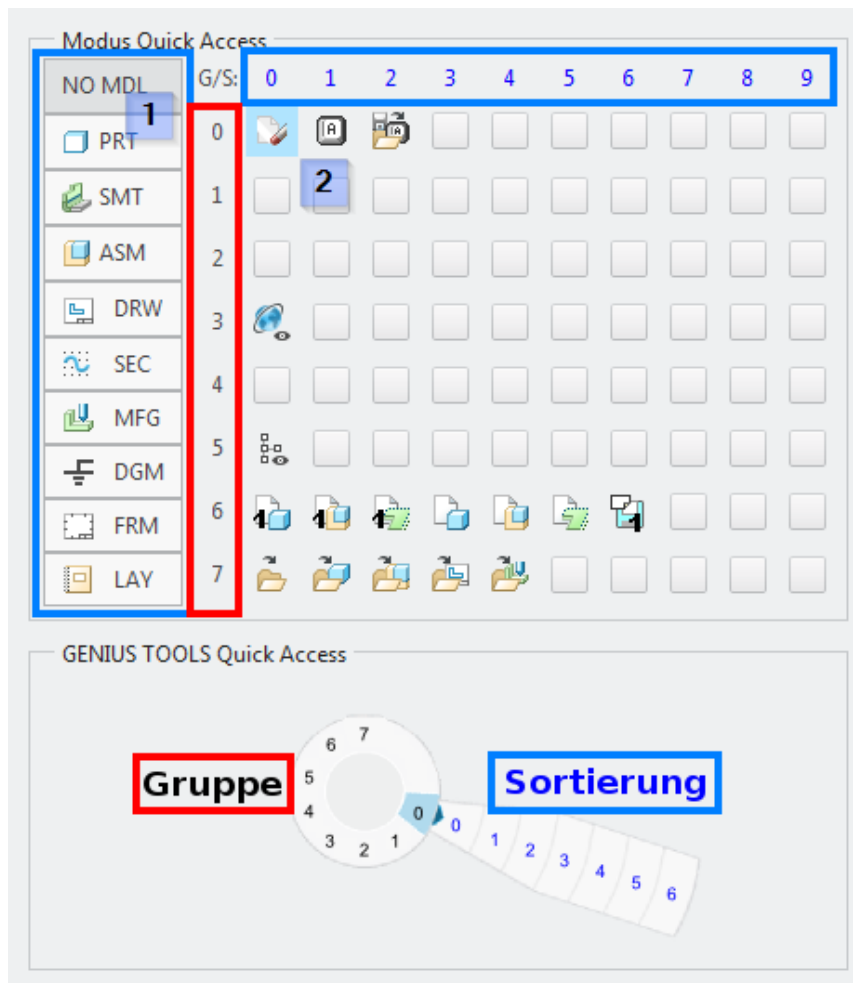 Modus Quick Access
NO MDL
G/S: 0 1 2 3 4 5 6 7 8 9
1
PRT
0
2
SMT
1
ASM
2
DRW
3
SEC
4
MFG
5
DGM
FRM
6
LAY
7
GENIUS TOOLS Quick Access
Gruppe
7
6
5
4
3
2
1
0
Sortierung
0
1
2
3
4
5
6